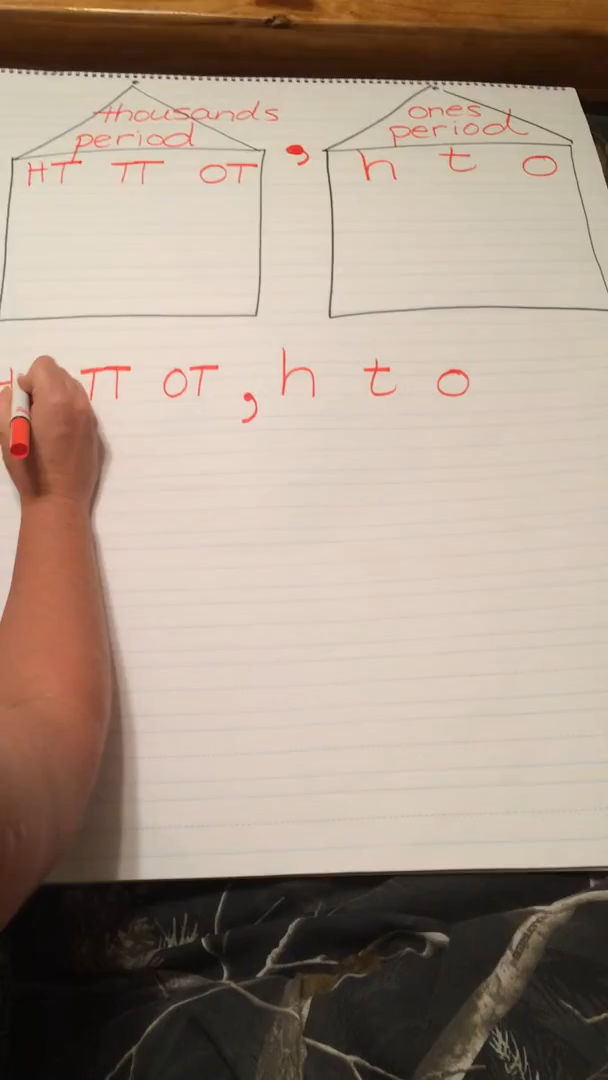 thousands period , ones period
HT TT OT h t o
TT OT , h t o